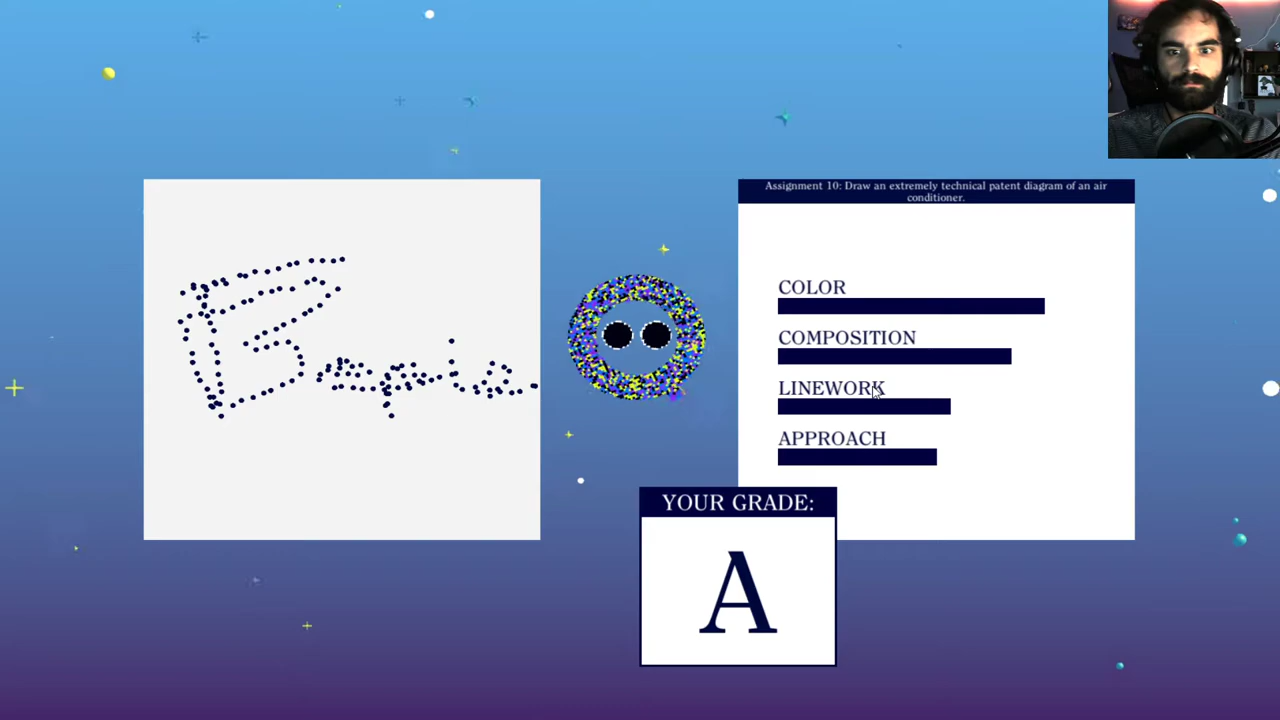 Assignment 10: Draw an extremely technical patent diagram of an air
conditioner.
COLOR
COMPOSITION
LINEWORK
APPROACH
YOUR GRADE:
A